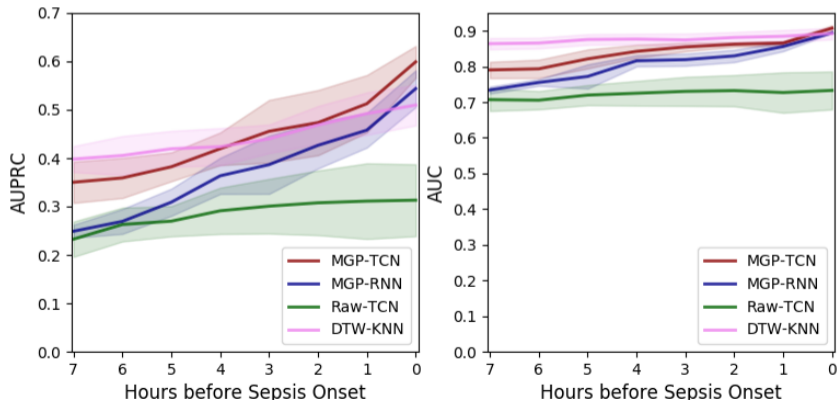 0.7
0.6
0.5
0.4
0.3
0.2
0.1
0.0
AUPRC
7 6 5 4 3 2 1 0
Hours before Sepsis Onset
MGP-TCN
MGP-RNN
Raw-TCN
DTW-KNN
0.9
0.8
0.7
0.6
0.5
0.4
0.3
0.2
0.1
0.0
AUC
7 6 5 4 3 2 1 0
Hours before Sepsis Onset
MGP-TCN
MGP-RNN
Raw-TCN
DTW-KNN